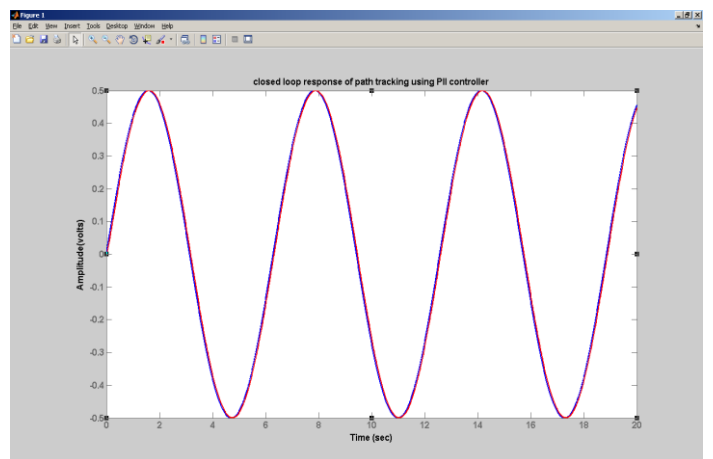 Figure 1
File Edit View Insert Tools Desktop Window Help
closed loop response of path tracking using PII controller
0.5
0.4
0.3
0.2
0.1
0
-0.1
-0.2
-0.3
-0.4
-0.5
Amplitude(volts)
0 2 4 6 8 10 12 14 16 18 20
Time (sec)